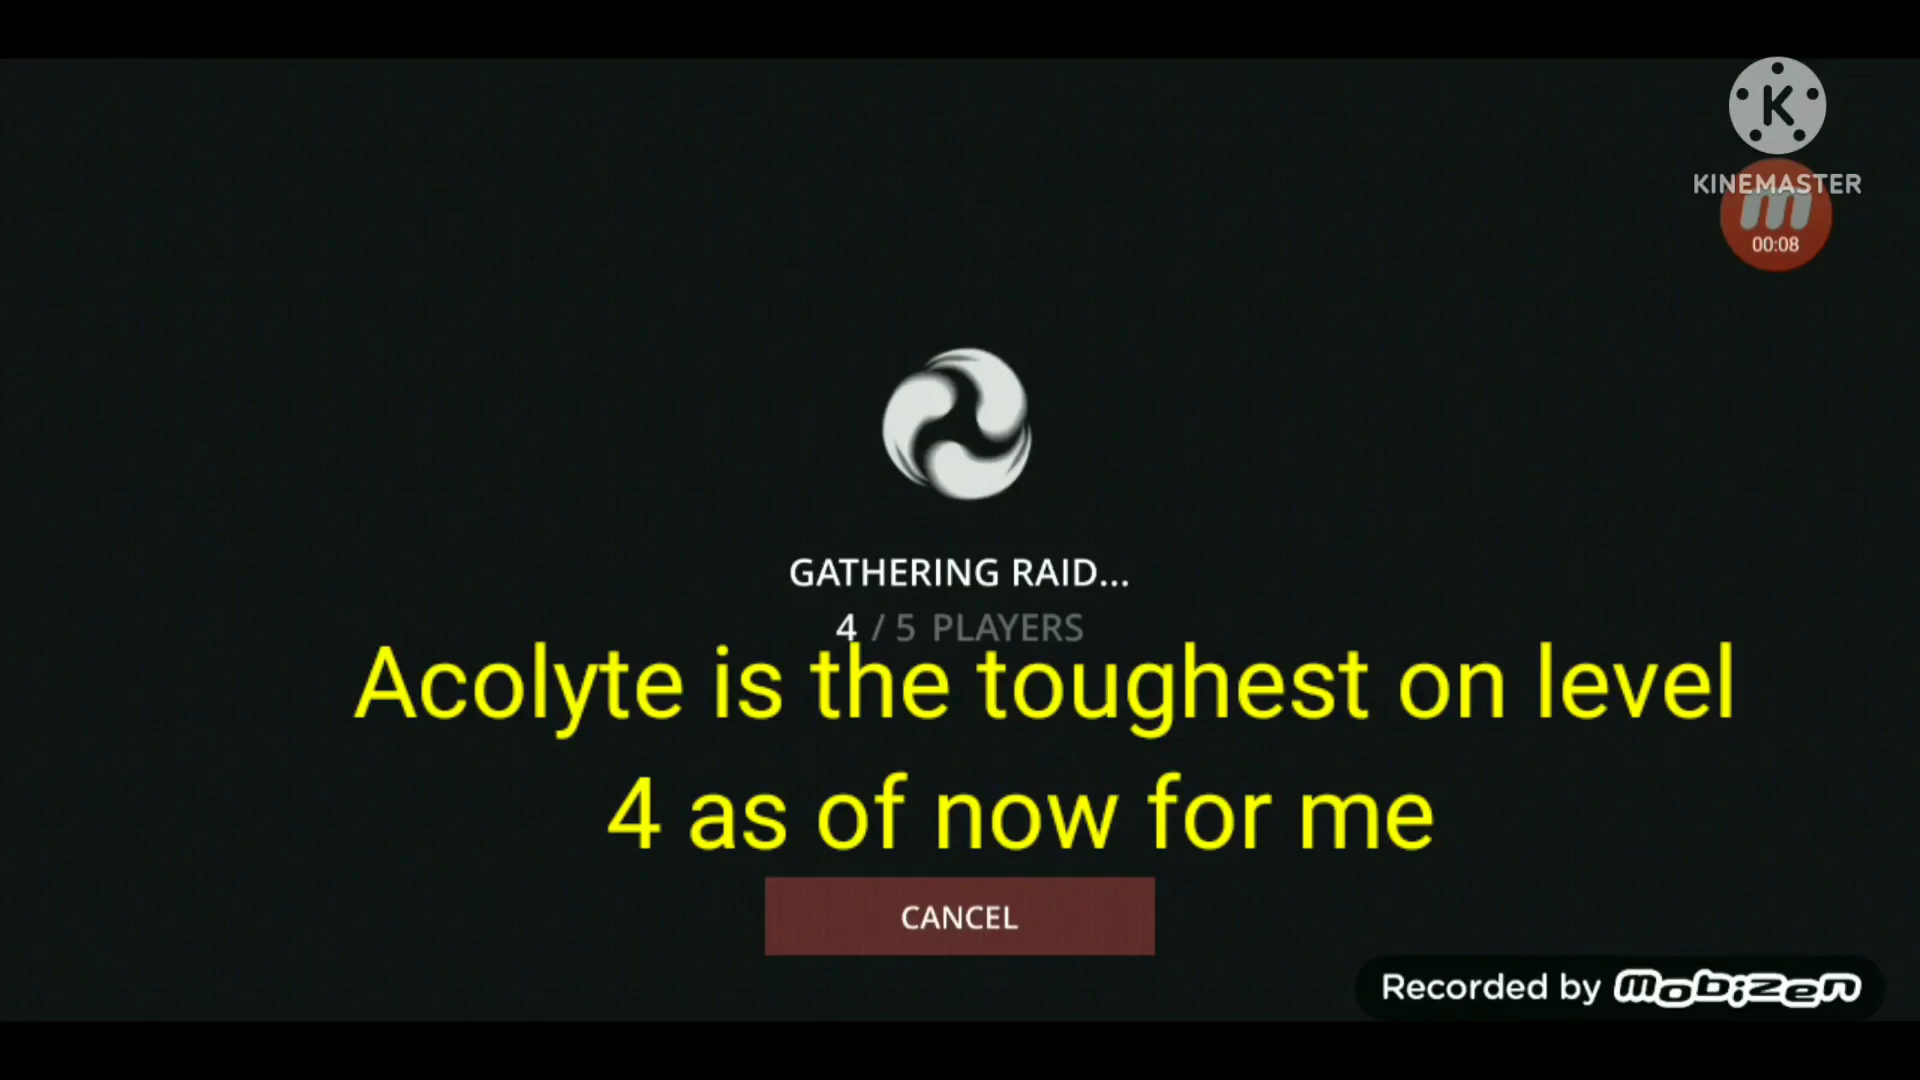 K
KINEMASTER
m
00:08
GATHERING RAID...
4 / 5 PLAYERS
Acolyte is the toughest on level
4 as of now for me
CANCEL
Recorded by mobizen